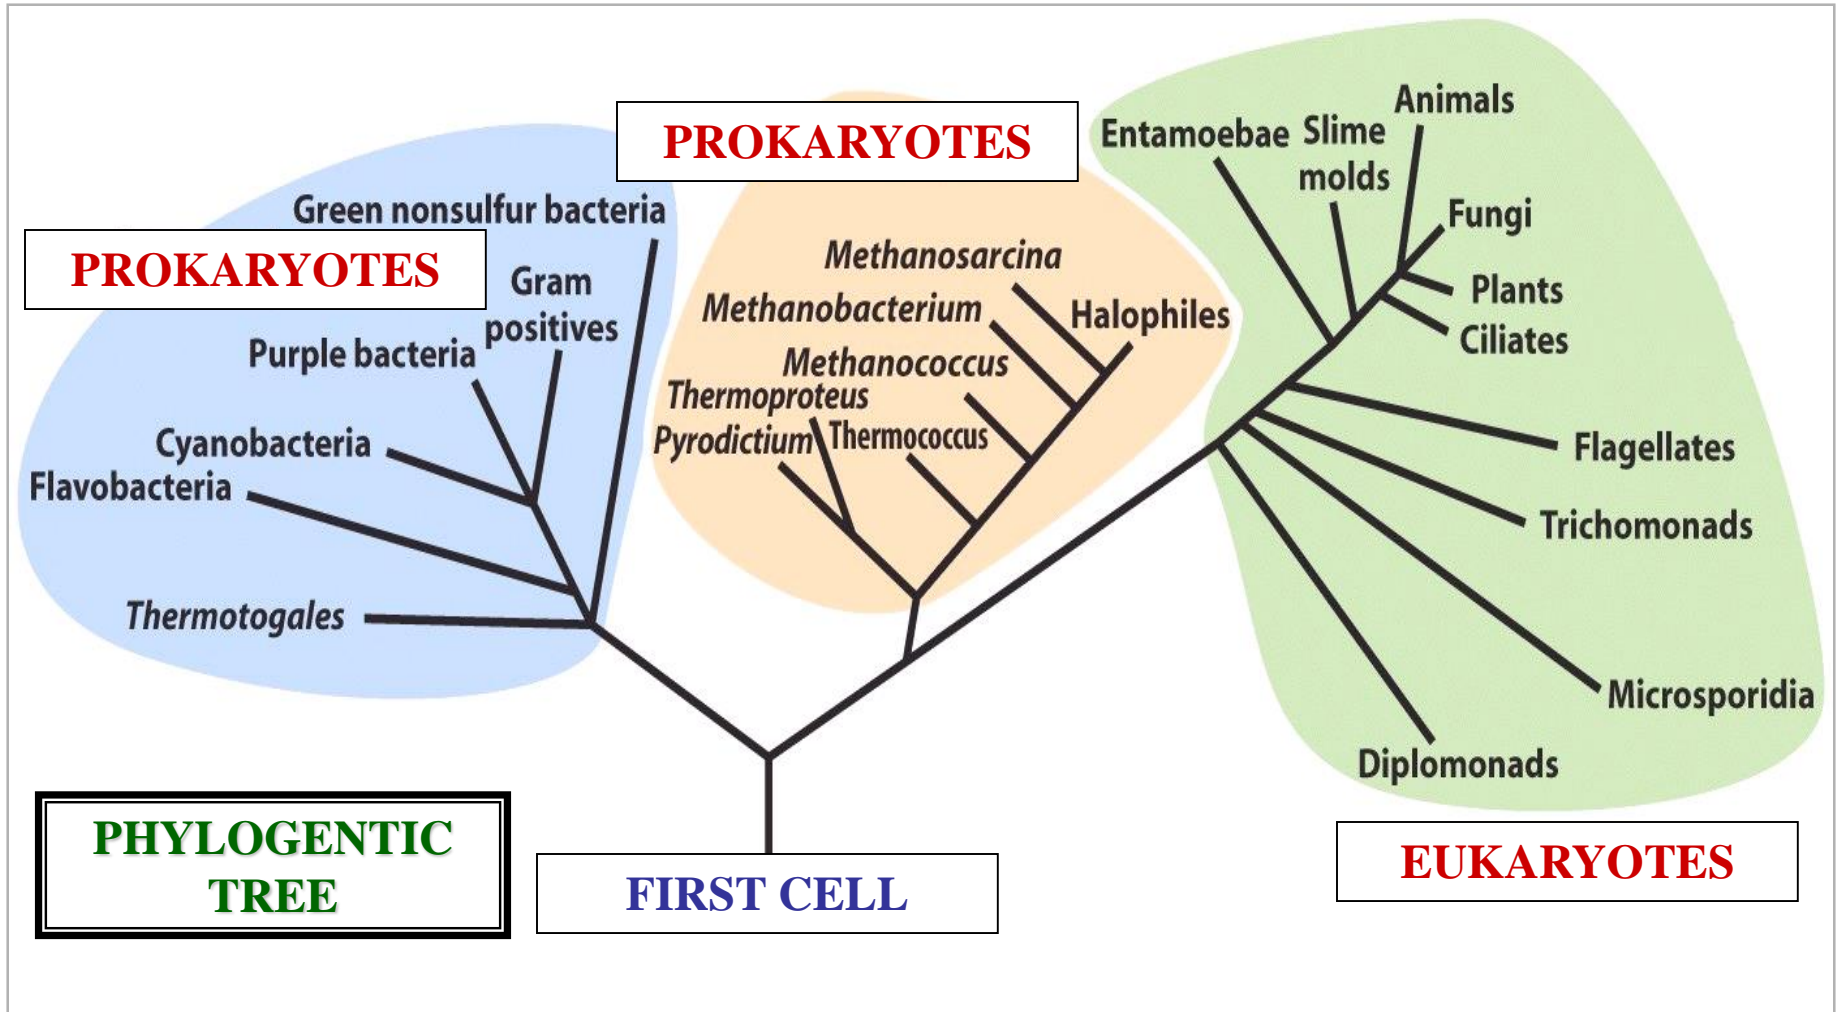 PROKARYOTES
Green nonsulfur bacteria
PROKARYOTES
Gram
positives
Purple bacteria
Cyanobacteria
Flavobacteria
Thermotogales
Methanosarcina
Methanobacterium
Halophiles
Methanococcus
Thermoproteus
Pyrodictium
Thermococcus
Animals
Entamoebae
Slime
molds
Fungi
Plants
Ciliates
Flagellates
Trichomonads
Microsporidia
Diplomonads
PHYLOGENTIC
TREE
FIRST CELL
EUKARYOTES